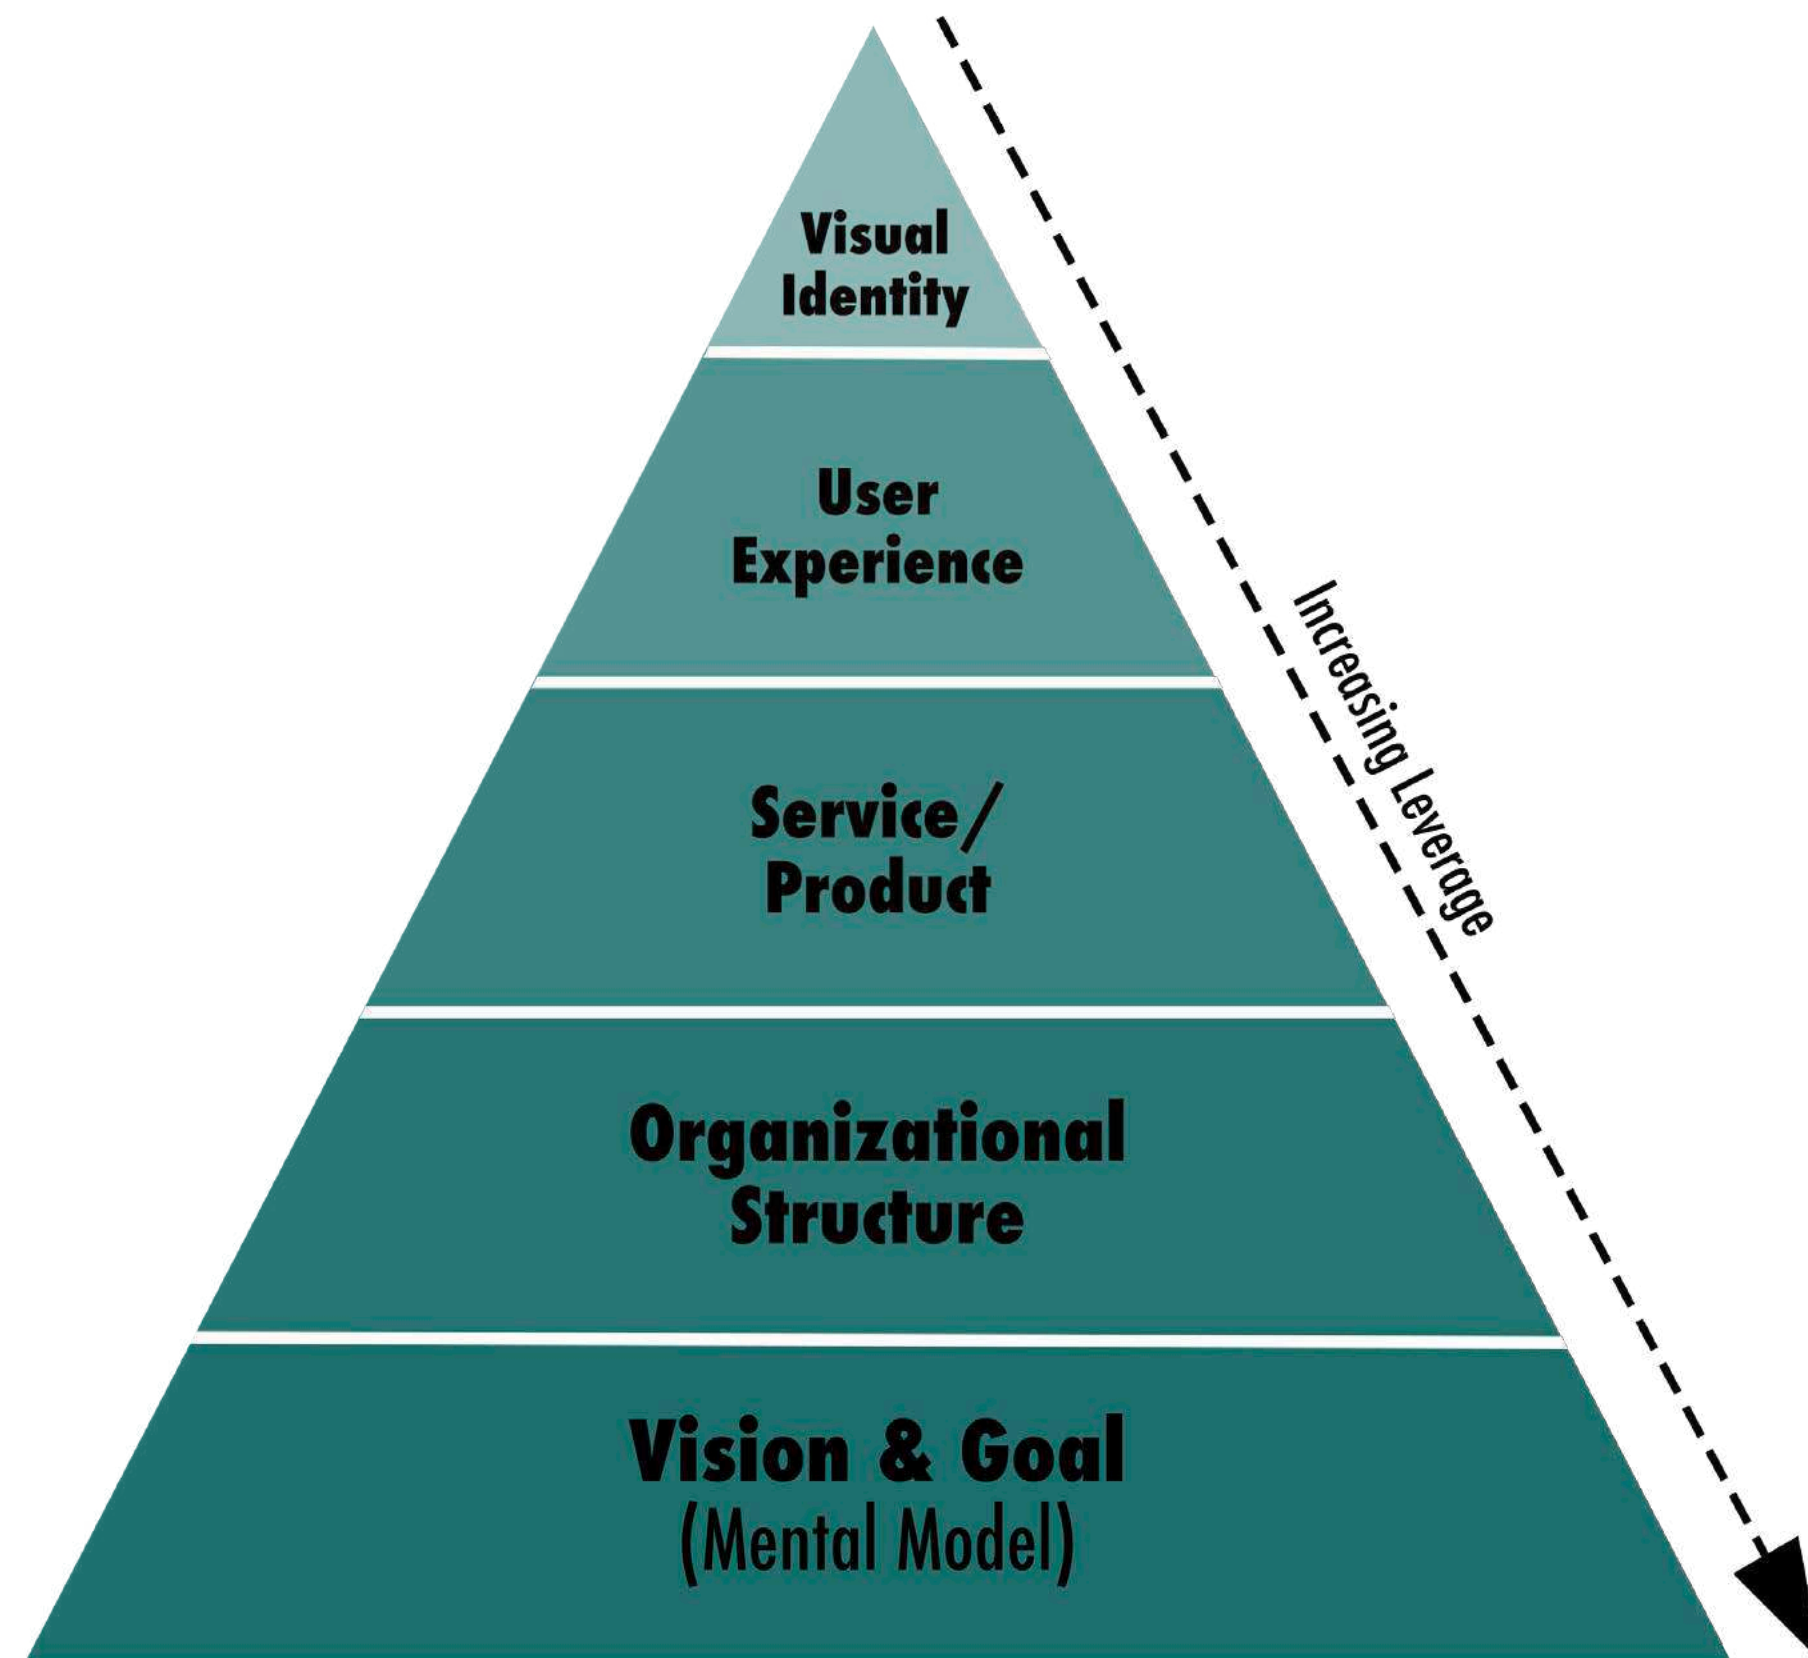 Visual
Identity
User
Experience
Service/
Product
Increasing Leverage
Organizational
Structure
Vision & Goal
(Mental Model)